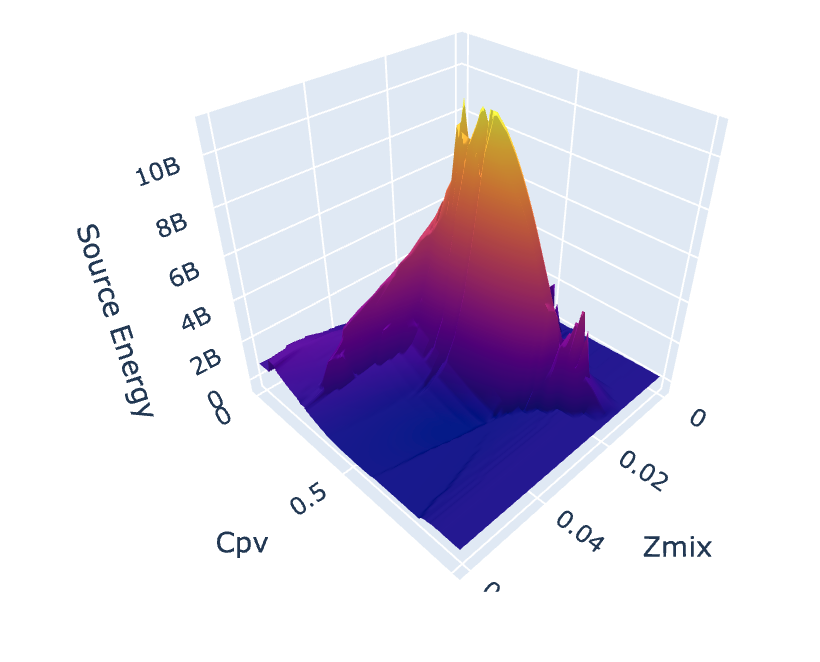 10B
8B
6B
4B
2B
0
Source Energy
0
0.5
Cpv
0
0.02
0.04
Zmix